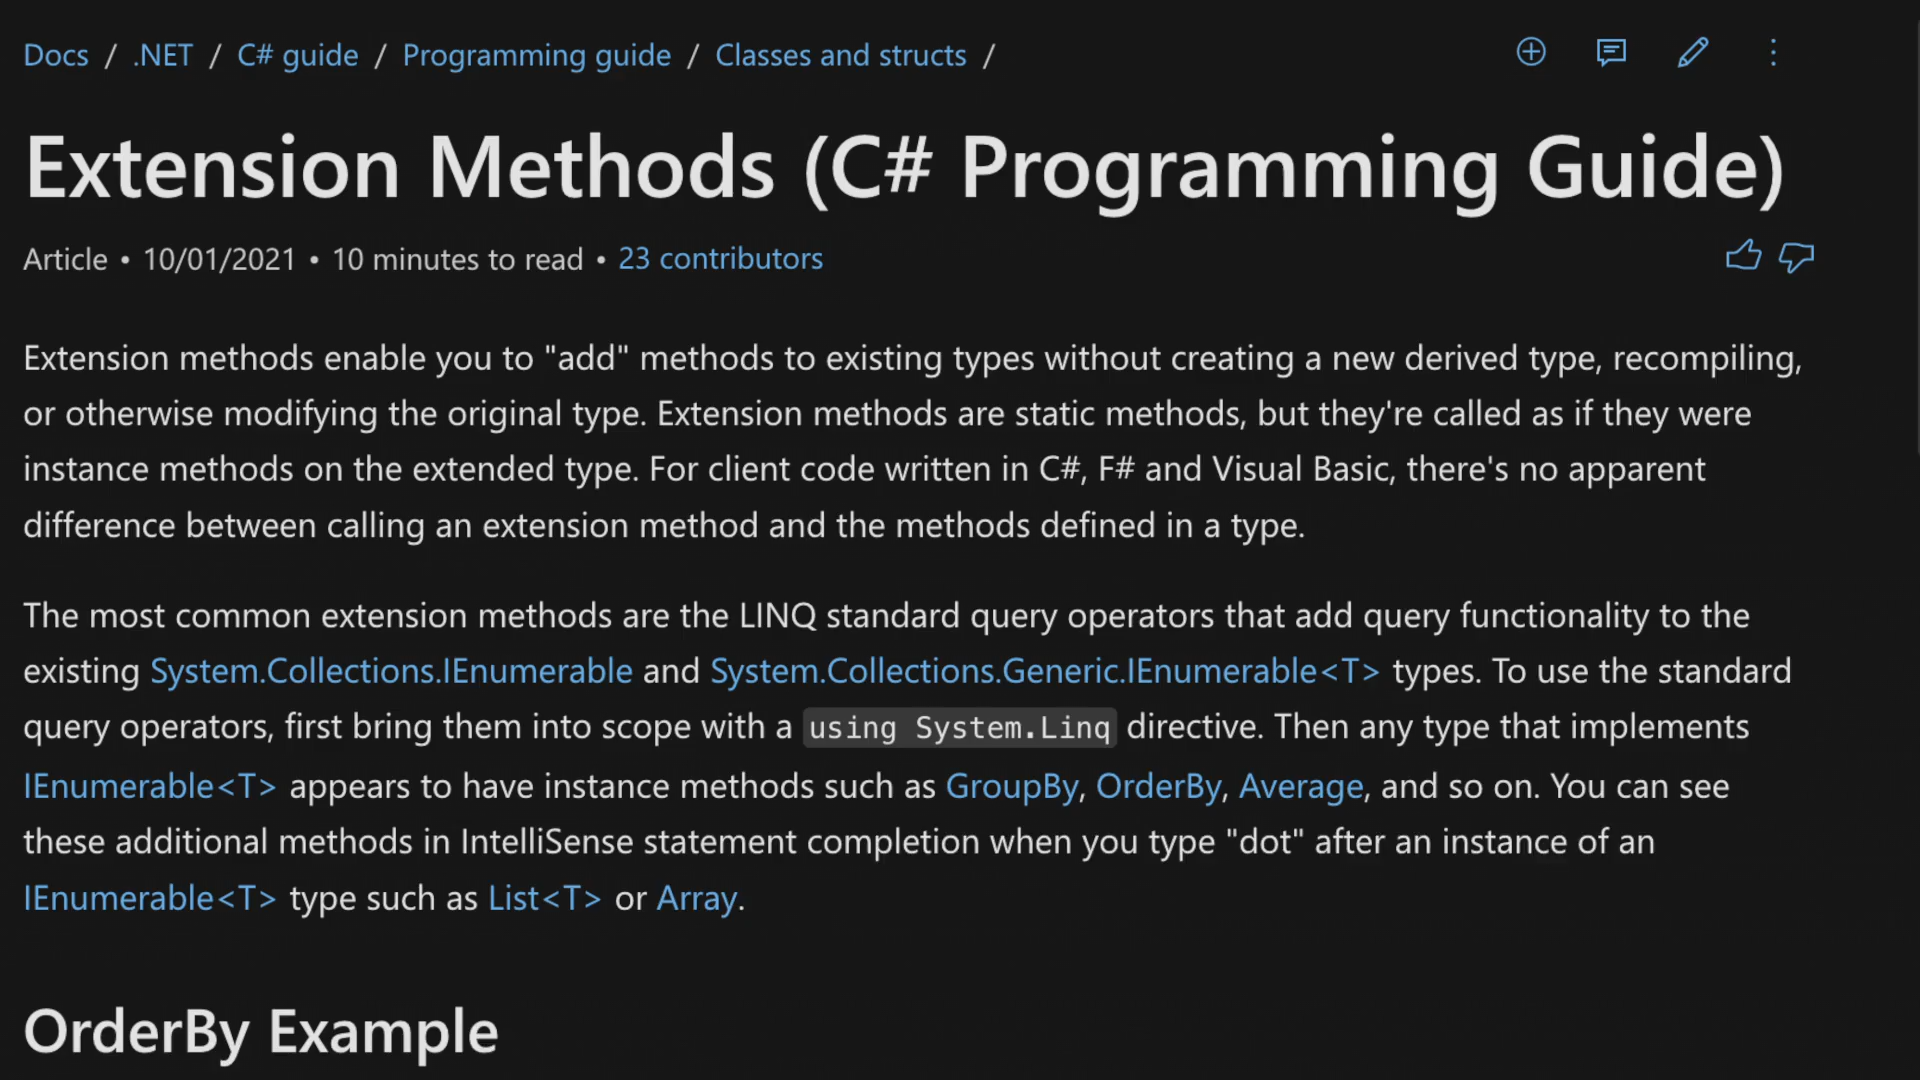 Docs / .NET / C# guide / Programming guide / Classes and structs /
Extension Methods (C# Programming Guide)
Article • 10/01/2021 • 10 minutes to read • 23 contributors
Extension methods enable you to "add" methods to existing types without creating a new derived type, recompiling,
or otherwise modifying the original type. Extension methods are static methods, but they're called as if they were
instance methods on the extended type. For client code written in C#, F# and Visual Basic, there's no apparent
difference between calling an extension method and the methods defined in a type.
The most common extension methods are the LINQ standard query operators that add query functionality to the
existing System.Collections.IEnumerable and System.Collections.Generic.IEnumerable<T> types. To use the standard
query operators, first bring them into scope with a using System.Linq directive. Then any type that implements
IEnumerable<T> appears to have instance methods such as GroupBy, OrderBy, Average, and so on. You can see
these additional methods in IntelliSense statement completion when you type "dot" after an instance of an
IEnumerable<T> type such as List<T> or Array.
OrderBy Example